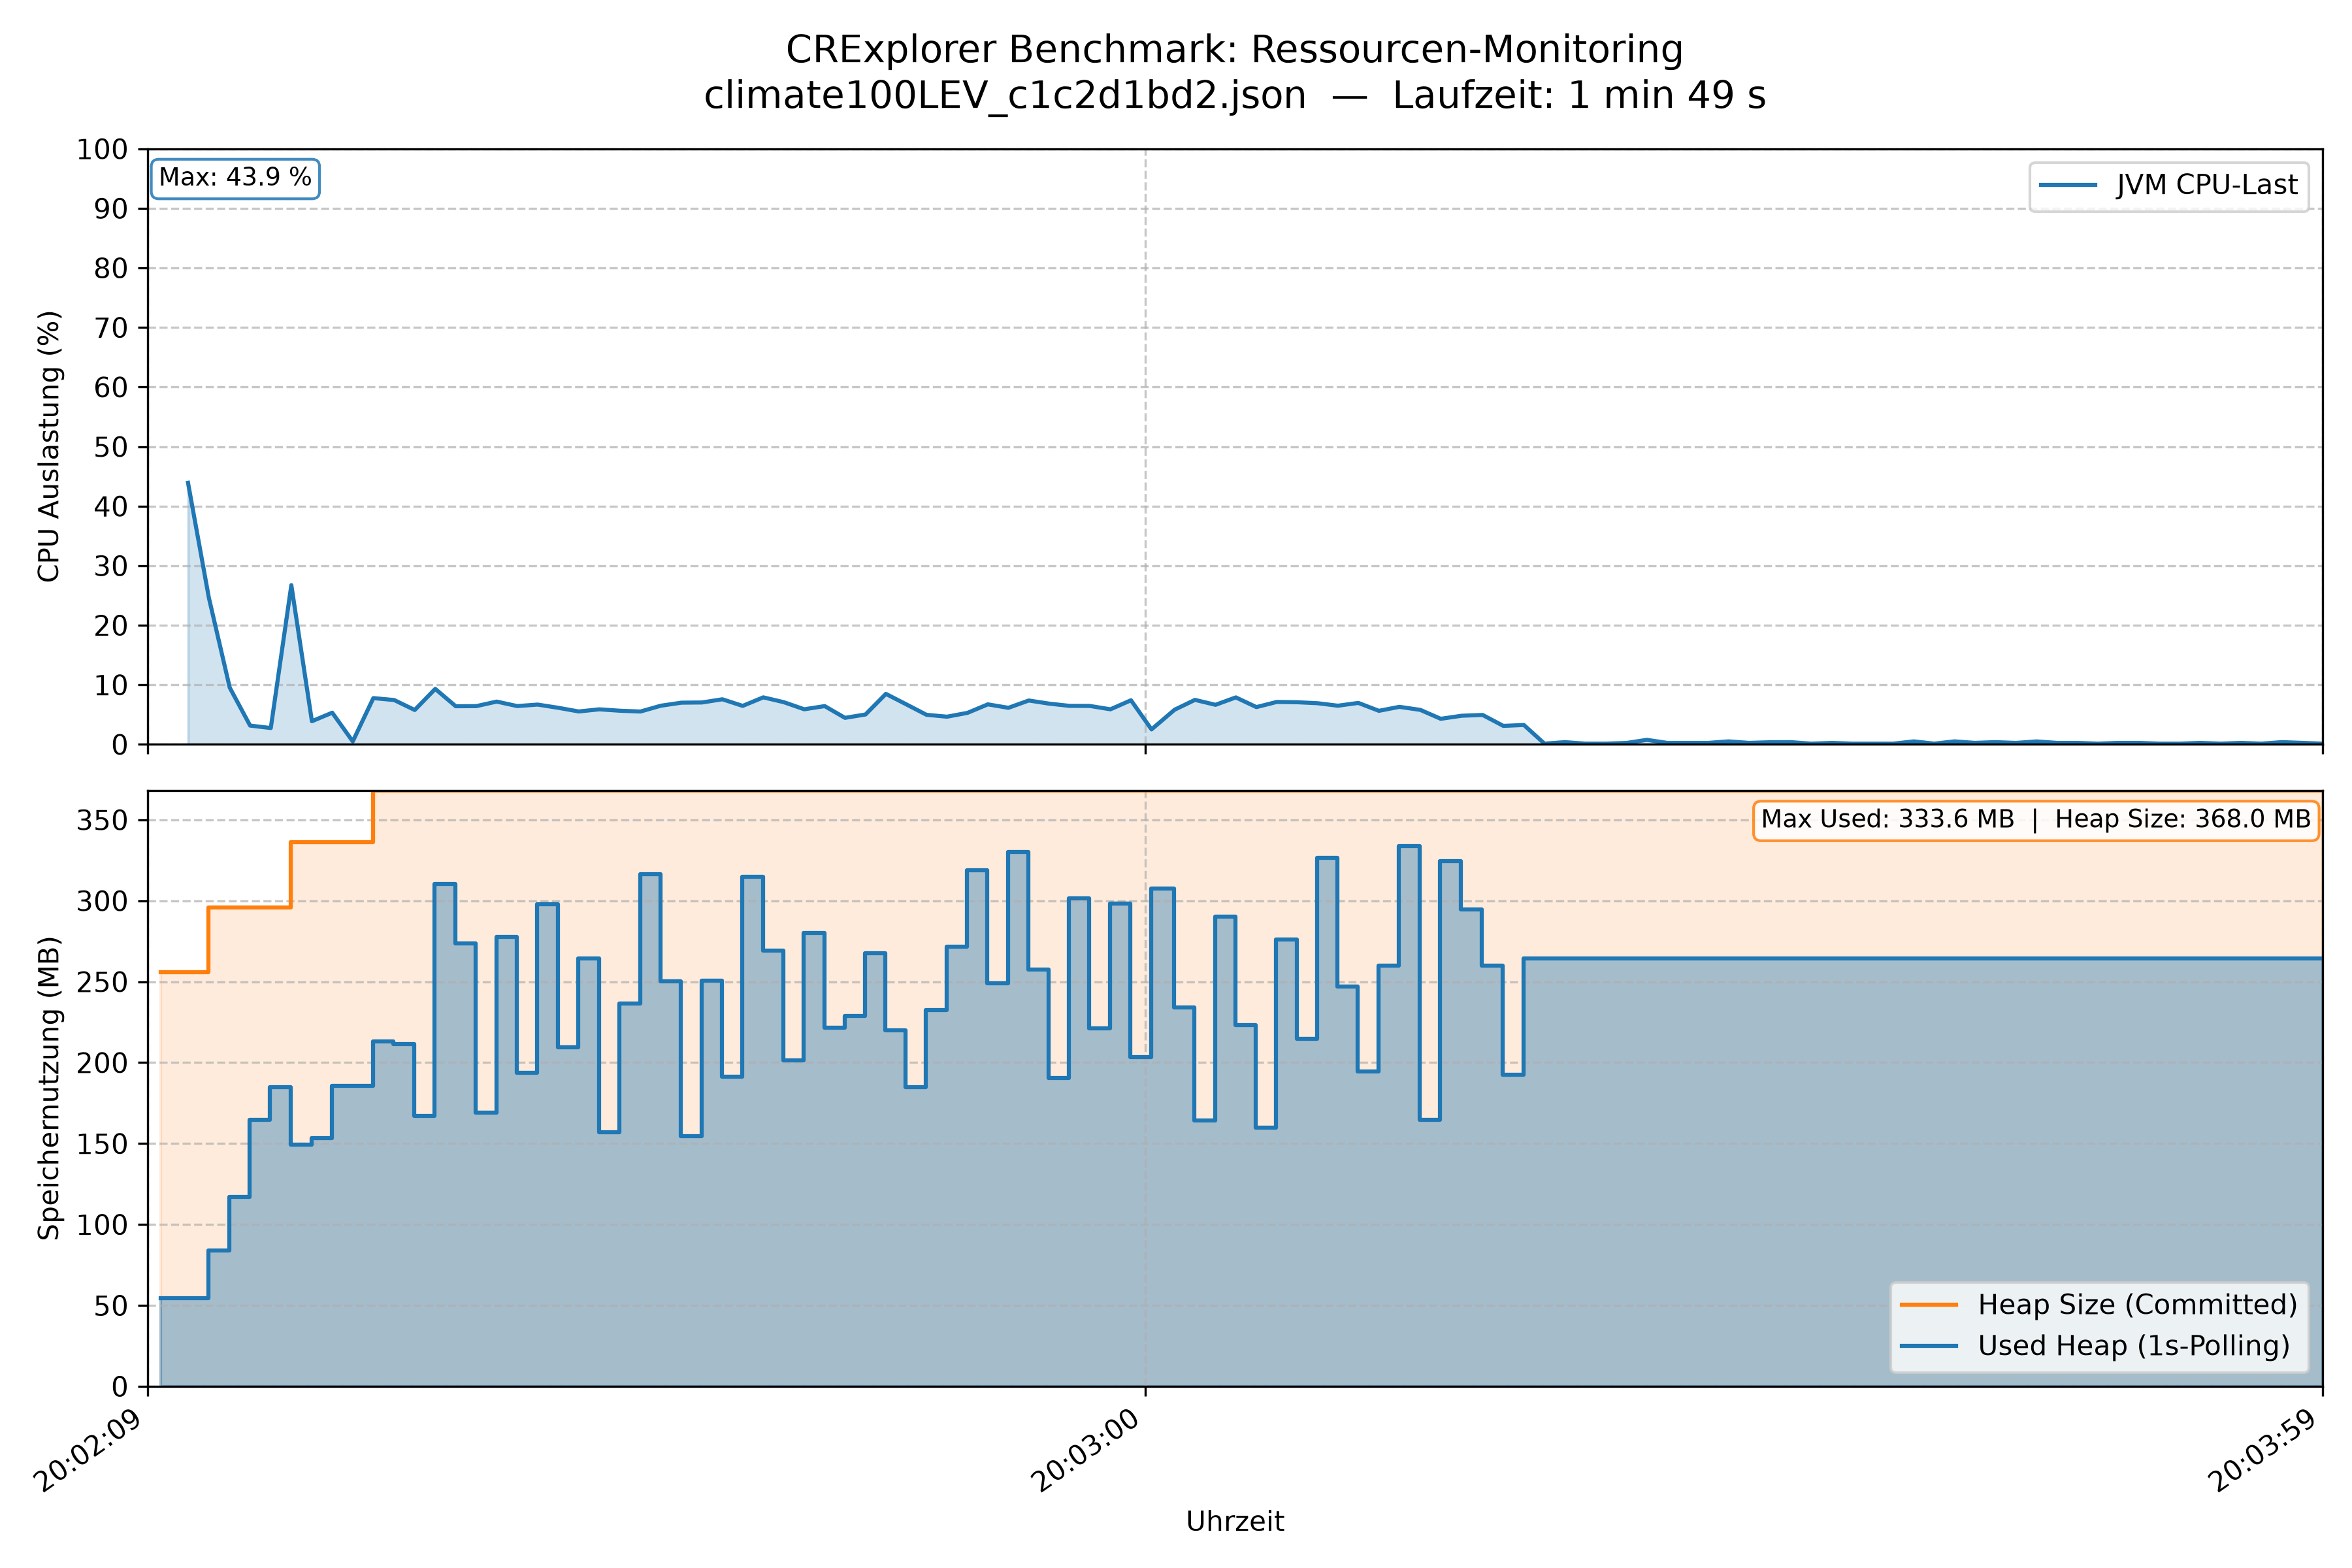 CRExplorer Benchmark: Ressourcen-Monitoring
climate100LEV_c1c2d1bd2.json — Laufzeit: 1 min 49 s
Max: 43.9 %
JVM CPU-Last
CPU Auslastung (%)
100
90
80
70
60
50
40
30
20
10
0
Max Used: 333.6 MB | Heap Size: 368.0 MB
Speichernutzung (MB)
350
300
250
200
150
100
50
0
Heap Size (Committed)
Used Heap (1s-Polling)
20:02:09
20:03:00
20:03:59
Uhrzeit